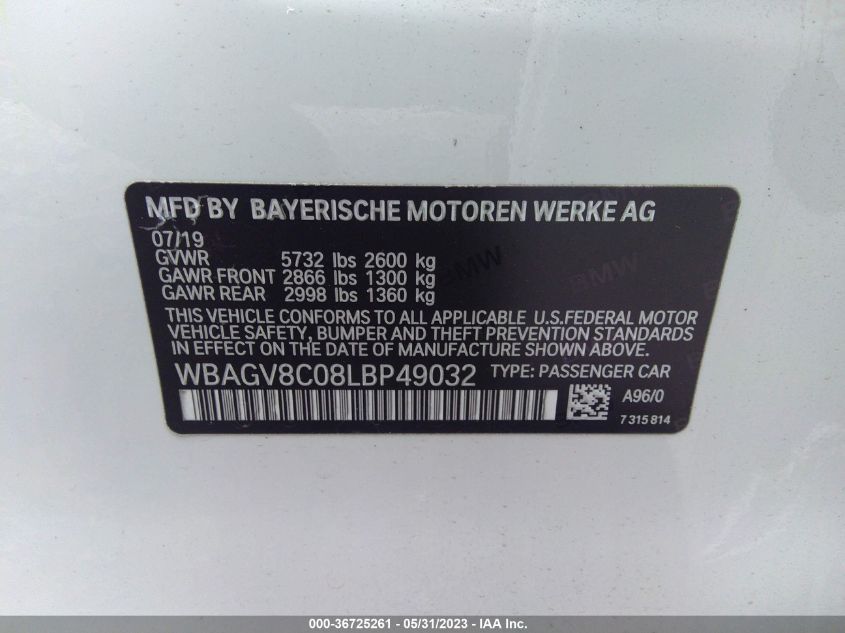 MFD BY BAYERISCHE MOTOREN WERKE AG
07/19
GVWR 5732 lbs 2600 kg
GAWR FRONT 2866 lbs 1300 kg
GAWR REAR 2998 lbs 1360 kg
THIS VEHICLE CONFORMS TO ALL APPLICABLE U.S.FEDERAL MOTOR
VEHICLE SAFETY, BUMPER AND THEFT PREVENTION STANDARDS
IN EFFECT ON THE DATE OF MANUFACTURE SHOWN ABOVE.
WBAGV8C08LBP49032 TYPE: PASSENGER CAR
A96/0
7 315 814
BMW
000-36725261 - 05/31/2023 - IAA Inc.